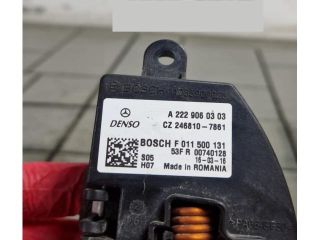 BOSCH
A 222 906 03 03
DENSO
CZ 246810-7861
BOSCH F 011 500 131
53F R 00740128
S05
16-03-16
H07
Made in ROMANIA